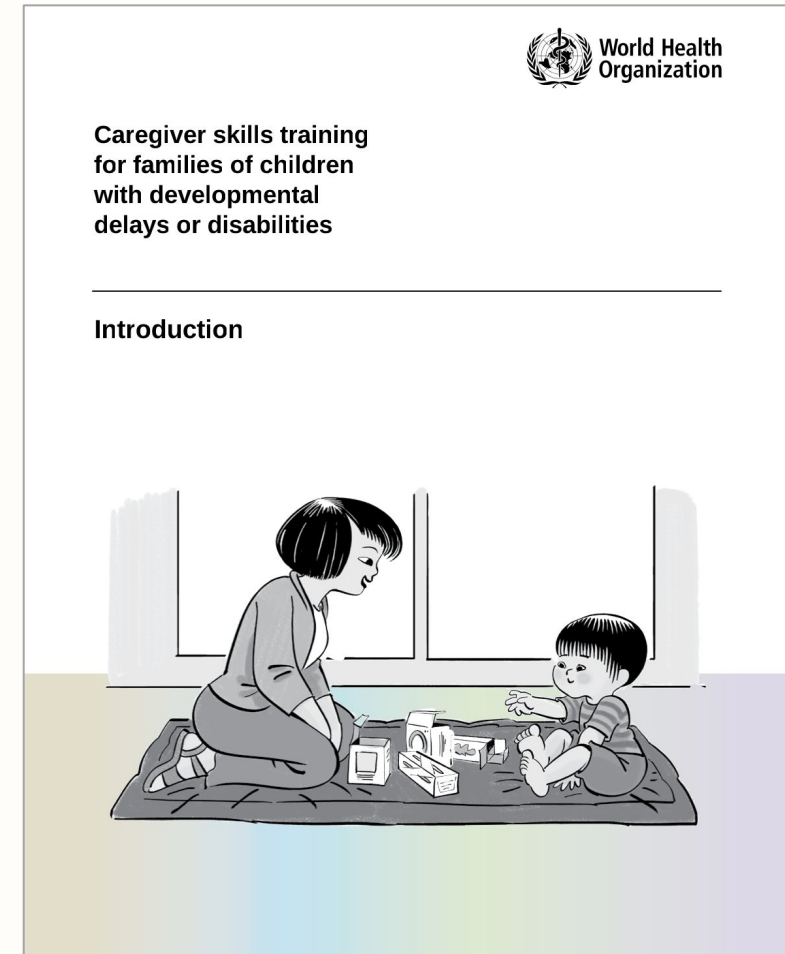 World Health
Organization
Caregiver skills training
for families of children
with developmental
delays or disabilities
Introduction